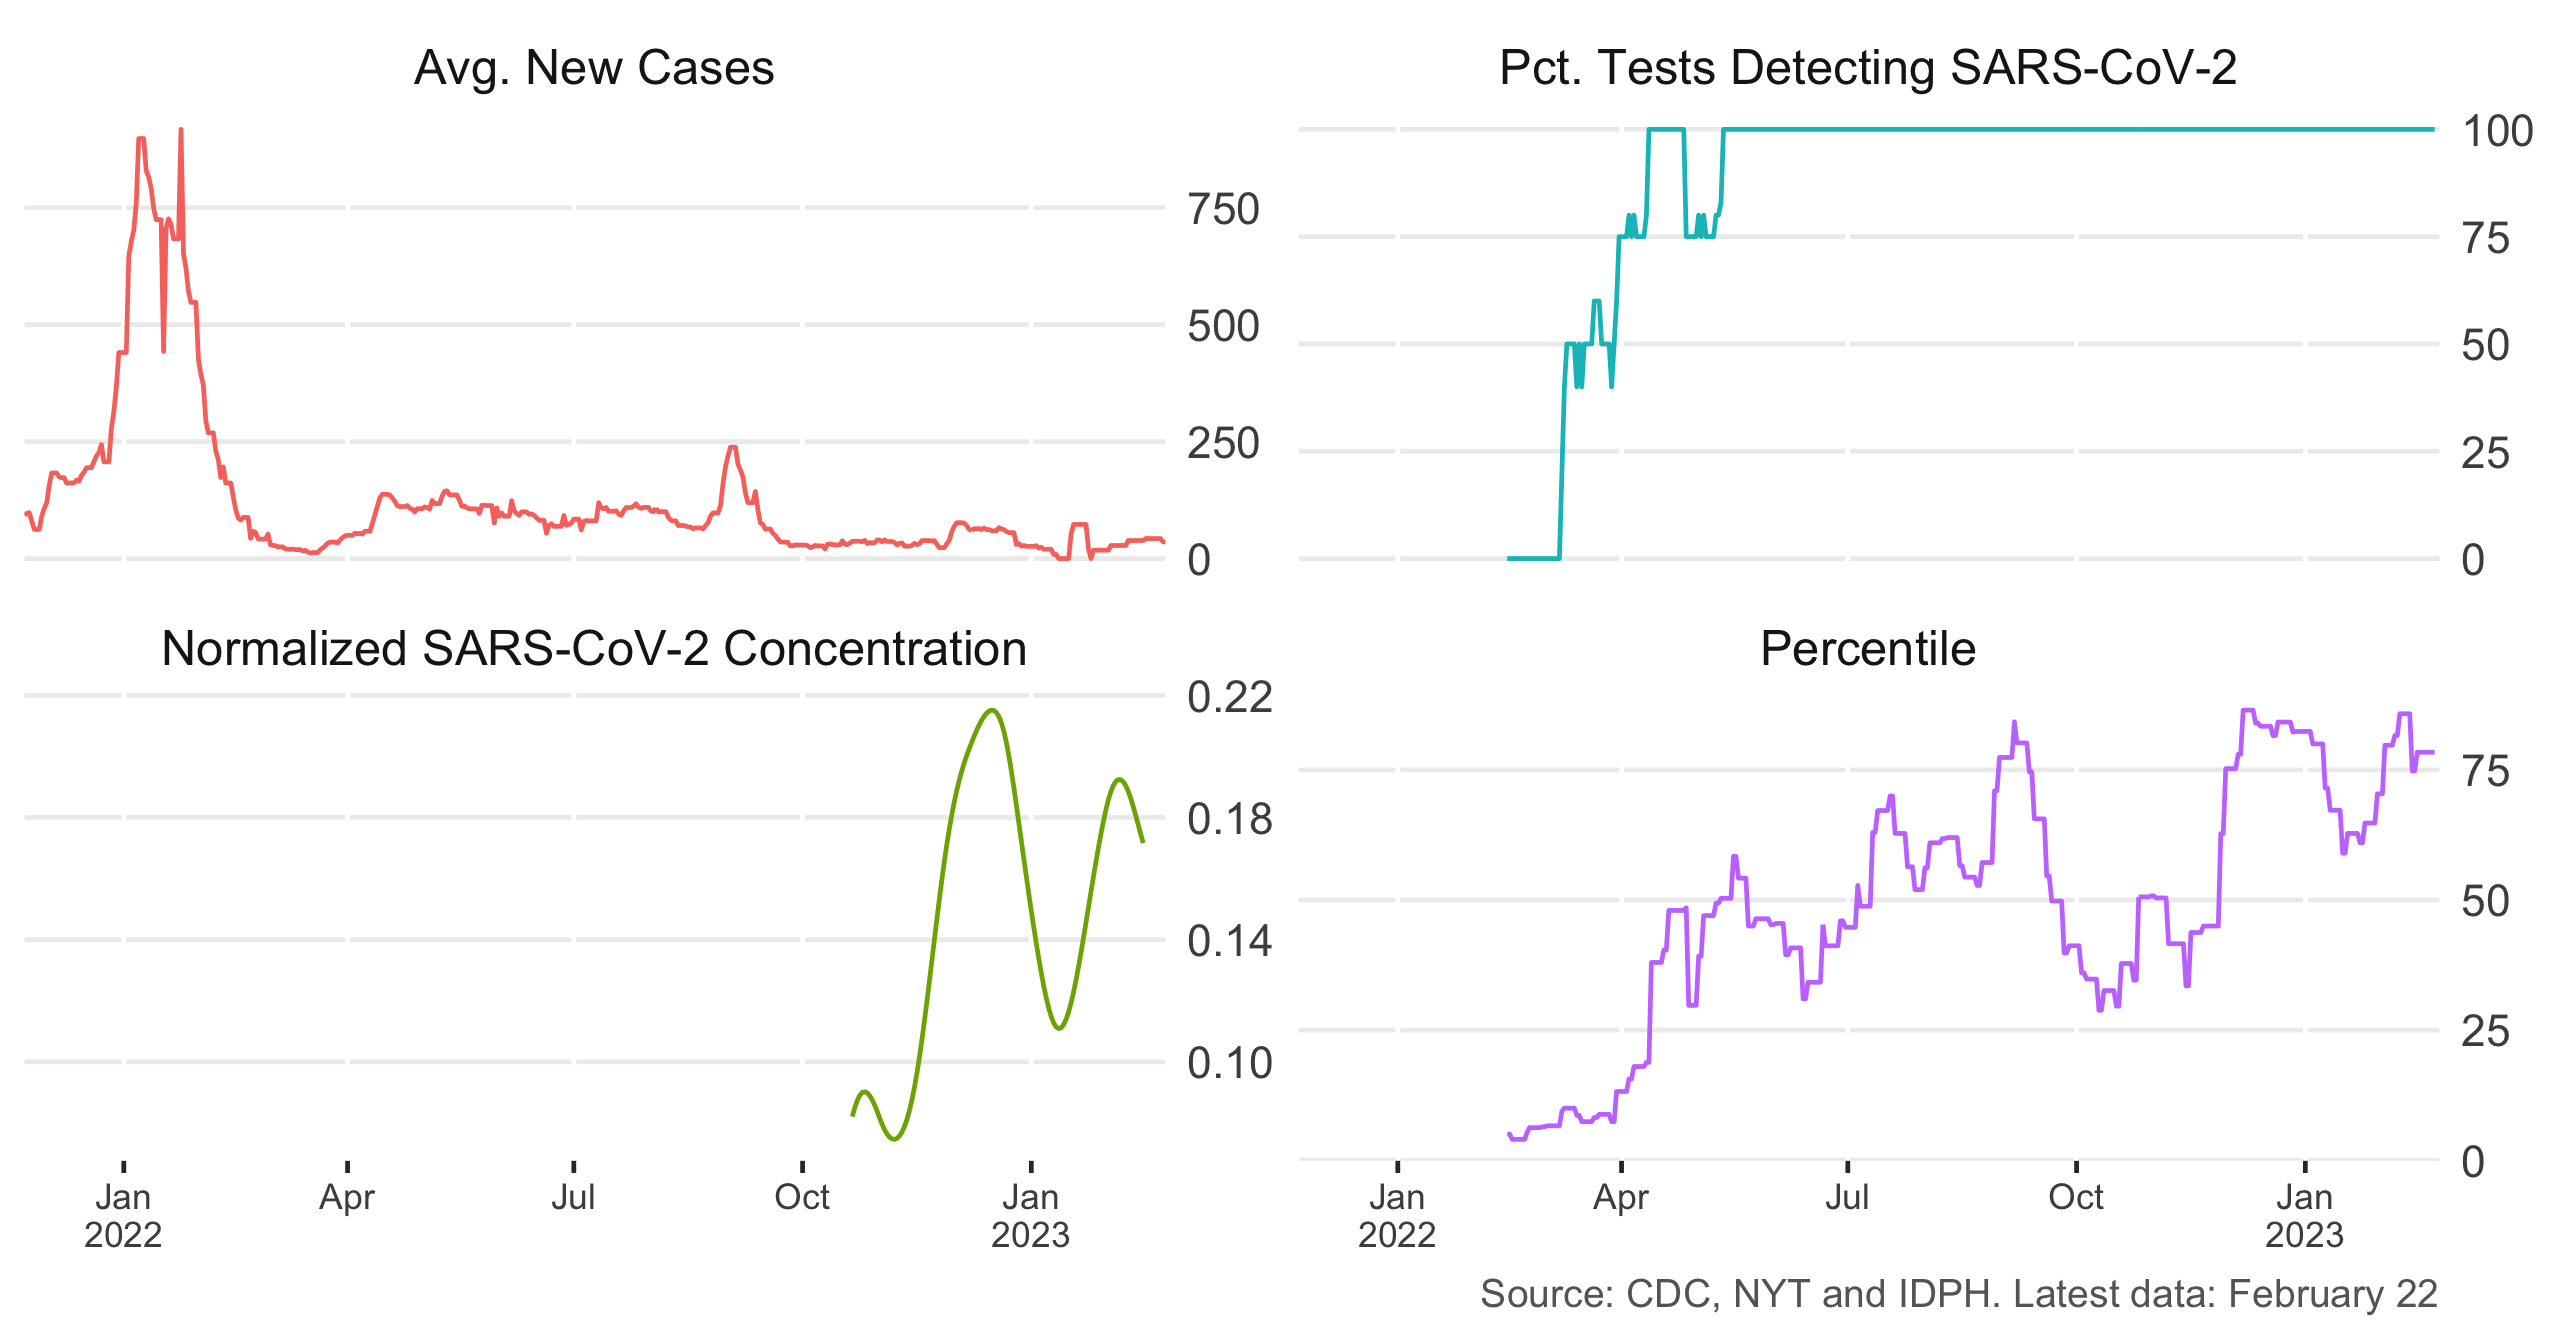 Avg. New Cases
750
500
250
0
Pct. Tests Detecting SARS-CoV-2
100
75
50
25
0
Normalized SARS-CoV-2 Concentration
0.22
0.18
0.14
0.10
Jan Apr Jul Oct Jan
2022 2023
Percentile
75
50
25
0
Jan Apr Jul Oct Jan
2022 2023
Source: CDC, NYT and IDPH. Latest data: February 22